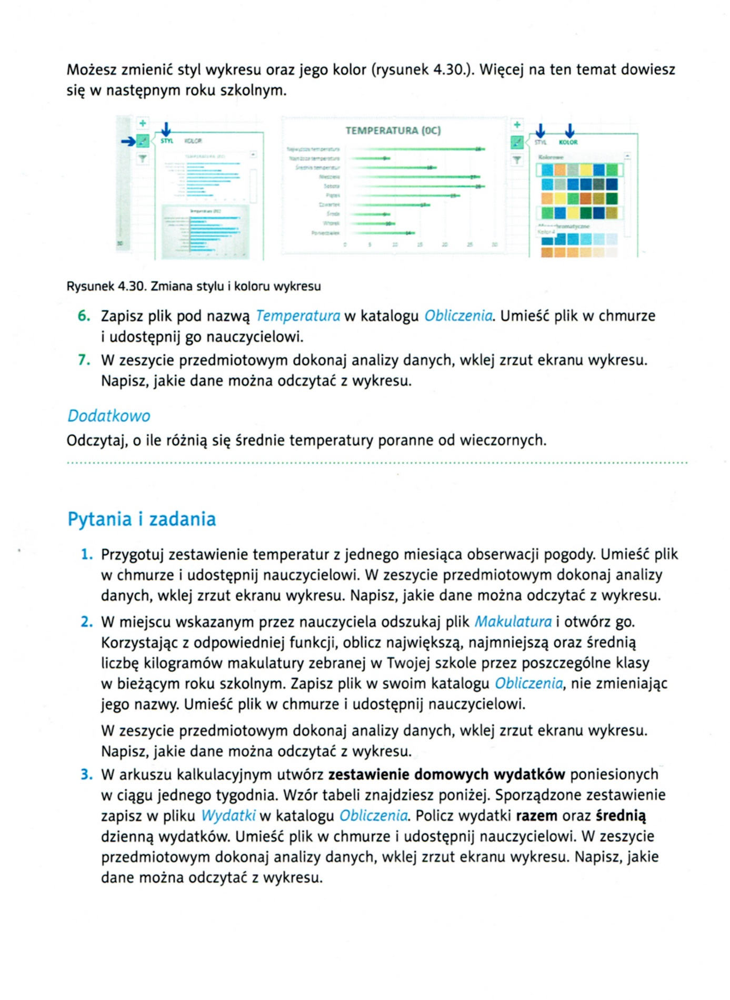 Możesz zmienić styl wykresu oraz jego kolor (rysunek 4.30.). Więcej na ten temat dowiesz
się w następnym roku szkolnym.
STYL KOLOR
TEMPERATURA (0C)
Najwyższa temperatura
Najniższa temperatura
Średnia temperatur
Niedziela
Sobota
Piątek
Czwartek
Środa
Wtorek
Poniedziałek
0 5 10 15 20 25 30
STYL KOLOR
Kolorowe
Kolor 4
Rysunek 4.30. Zmiana stylu i koloru wykresu
6. Zapisz plik pod nazwą Temperatura w katalogu Obliczenia. Umieść plik w chmurze
i udostępnij go nauczycielowi.
7. W zeszycie przedmiotowym dokonaj analizy danych, wklej zrzut ekranu wykresu.
Napisz, jakie dane można odczytać z wykresu.
Dodatkowo
Odczytaj, o ile różnią się średnie temperatury poranne od wieczornych.
Pytania i zadania
1. Przygotuj zestawienie temperatur z jednego miesiąca obserwacji pogody. Umieść plik
w chmurze i udostępnij nauczycielowi. W zeszycie przedmiotowym dokonaj analizy
danych, wklej zrzut ekranu wykresu. Napisz, jakie dane można odczytać z wykresu.
2. W miejscu wskazanym przez nauczyciela odszukaj plik Makulatura i otwórz go.
Korzystając z odpowiedniej funkcji, oblicz największą, najmniejszą oraz średnią
liczbę kilogramów makulatury zebranej w Twojej szkole przez poszczególne klasy
w bieżącym roku szkolnym. Zapisz plik w swoim katalogu Obliczenia, nie zmieniając
jego nazwy. Umieść plik w chmurze i udostępnij nauczycielowi.
W zeszycie przedmiotowym dokonaj analizy danych, wklej zrzut ekranu wykresu.
Napisz, jakie dane można odczytać z wykresu.
3. W arkuszu kalkulacyjnym utwórz zestawienie domowych wydatków poniesionych
w ciągu jednego tygodnia. Wzór tabeli znajdziesz poniżej. Sporządzone zestawienie
zapisz w pliku Wydatki w katalogu Obliczenia. Policz wydatki razem oraz średnią
dzienną wydatków. Umieść plik w chmurze i udostępnij nauczycielowi. W zeszycie
przedmiotowym dokonaj analizy danych, wklej zrzut ekranu wykresu. Napisz, jakie
dane można odczytać z wykresu.